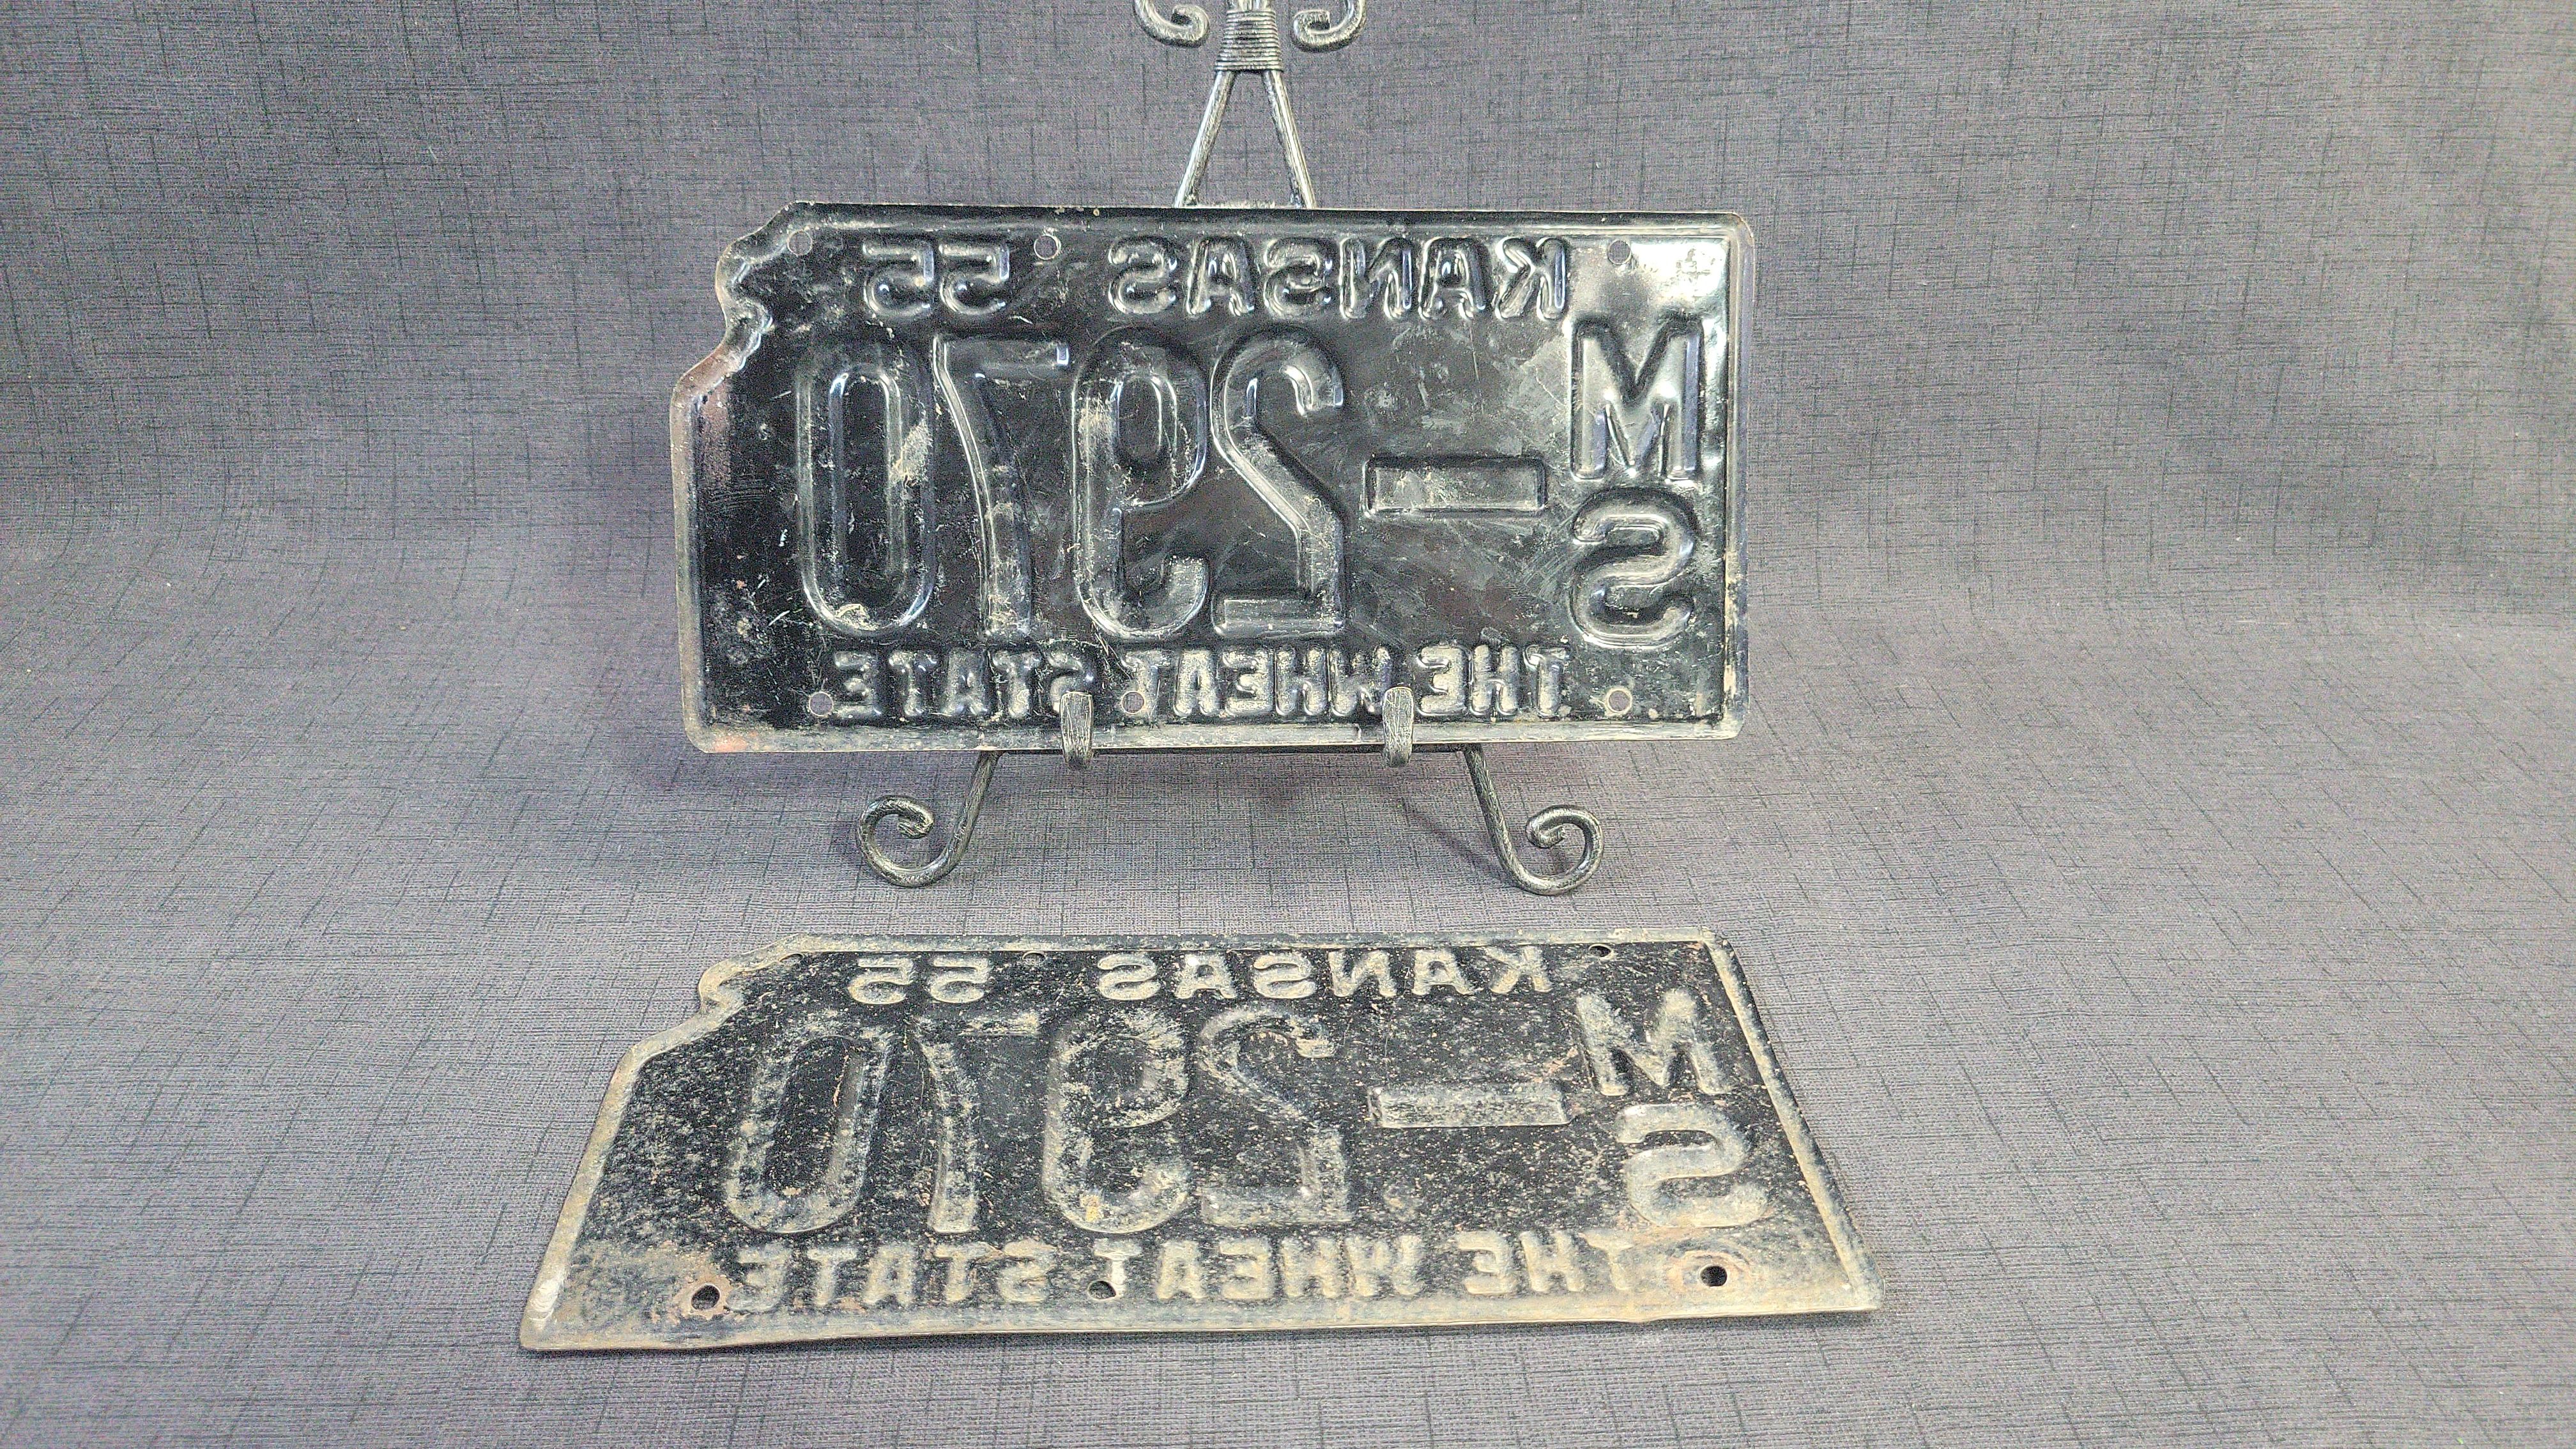 KANSAS 55
MS-2970
THE WHEAT STATE
KANSAS 55
MS-2970
THE WHEAT STATE